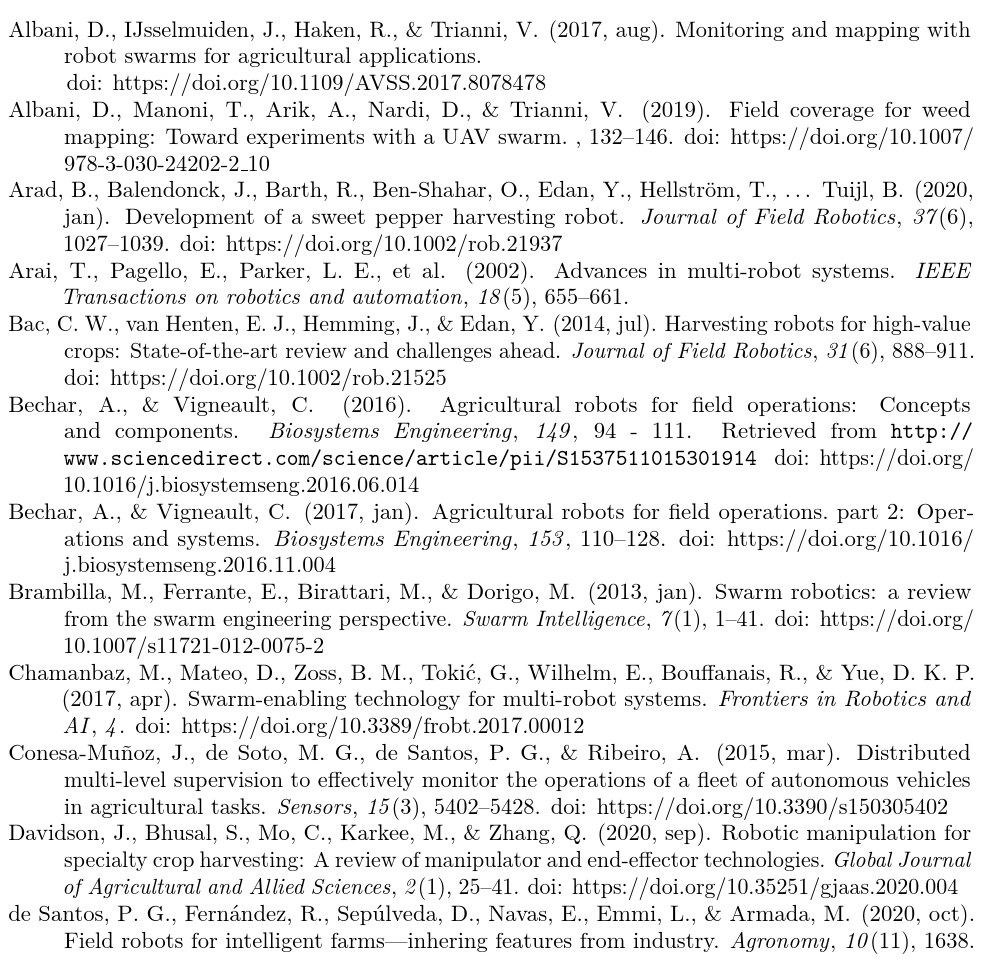 Albani, D., IJsselmuiden, J., Haken, R., & Trianni, V. (2017, aug). Monitoring and mapping with
robot swarms for agricultural applications.
doi: https://doi.org/10.1109/AVSS.2017.8078478
Albani, D., Manoni, T., Arik, A., Nardi, D., & Trianni, V. (2019). Field coverage for weed
mapping: Toward experiments with a UAV swarm. , 132–146. doi: https://doi.org/10.1007/
978-3-030-24202-2_10
Arad, B., Balendonck, J., Barth, R., Ben-Shahar, O., Edan, Y., Hellström, T., ... Tuijl, B. (2020,
jan). Development of a sweet pepper harvesting robot. Journal of Field Robotics, 37(6),
1027–1039. doi: https://doi.org/10.1002/rob.21937
Arai, T., Pagello, E., Parker, L. E., et al. (2002). Advances in multi-robot systems. IEEE
Transactions on robotics and automation, 18(5), 655–661.
Bac, C. W., van Henten, E. J., Hemming, J., & Edan, Y. (2014, jul). Harvesting robots for high-value
crops: State-of-the-art review and challenges ahead. Journal of Field Robotics, 31(6), 888–911.
doi: https://doi.org/10.1002/rob.21525
Bechar, A., & Vigneault, C. (2016). Agricultural robots for field operations: Concepts
and components. Biosystems Engineering, 149, 94 - 111. Retrieved from http://
www.sciencedirect.com/science/article/pii/S1537511015301914 doi: https://doi.org/
10.1016/j.biosystemseng.2016.06.014
Bechar, A., & Vigneault, C. (2017, jan). Agricultural robots for field operations. part 2: Oper-
ations and systems. Biosystems Engineering, 153, 110–128. doi: https://doi.org/10.1016/
j.biosystemseng.2016.11.004
Brambilla, M., Ferrante, E., Birattari, M., & Dorigo, M. (2013, jan). Swarm robotics: a review
from the swarm engineering perspective. Swarm Intelligence, 7(1), 1–41. doi: https://doi.org/
10.1007/s11721-012-0075-2
Chamanbaz, M., Mateo, D., Zoss, B. M., Tokić, G., Wilhelm, E., Bouffanais, R., & Yue, D. K. P.
(2017, apr). Swarm-enabling technology for multi-robot systems. Frontiers in Robotics and
AI, 4. doi: https://doi.org/10.3389/frobt.2017.00012
Conesa-Muñoz, J., de Soto, M. G., de Santos, P. G., & Ribeiro, A. (2015, mar). Distributed
multi-level supervision to effectively monitor the operations of a fleet of autonomous vehicles
in agricultural tasks. Sensors, 15(3), 5402–5428. doi: https://doi.org/10.3390/s150305402
Davidson, J., Bhusal, S., Mo, C., Karkee, M., & Zhang, Q. (2020, sep). Robotic manipulation for
specialty crop harvesting: A review of manipulator and end-effector technologies. Global Journal
of Agricultural and Allied Sciences, 2(1), 25–41. doi: https://doi.org/10.35251/gjaas.2020.004
de Santos, P. G., Fernández, R., Sepúlveda, D., Navas, E., Emmi, L., & Armada, M. (2020, oct).
Field robots for intelligent farms—inhering features from industry. Agronomy, 10(11), 1638.